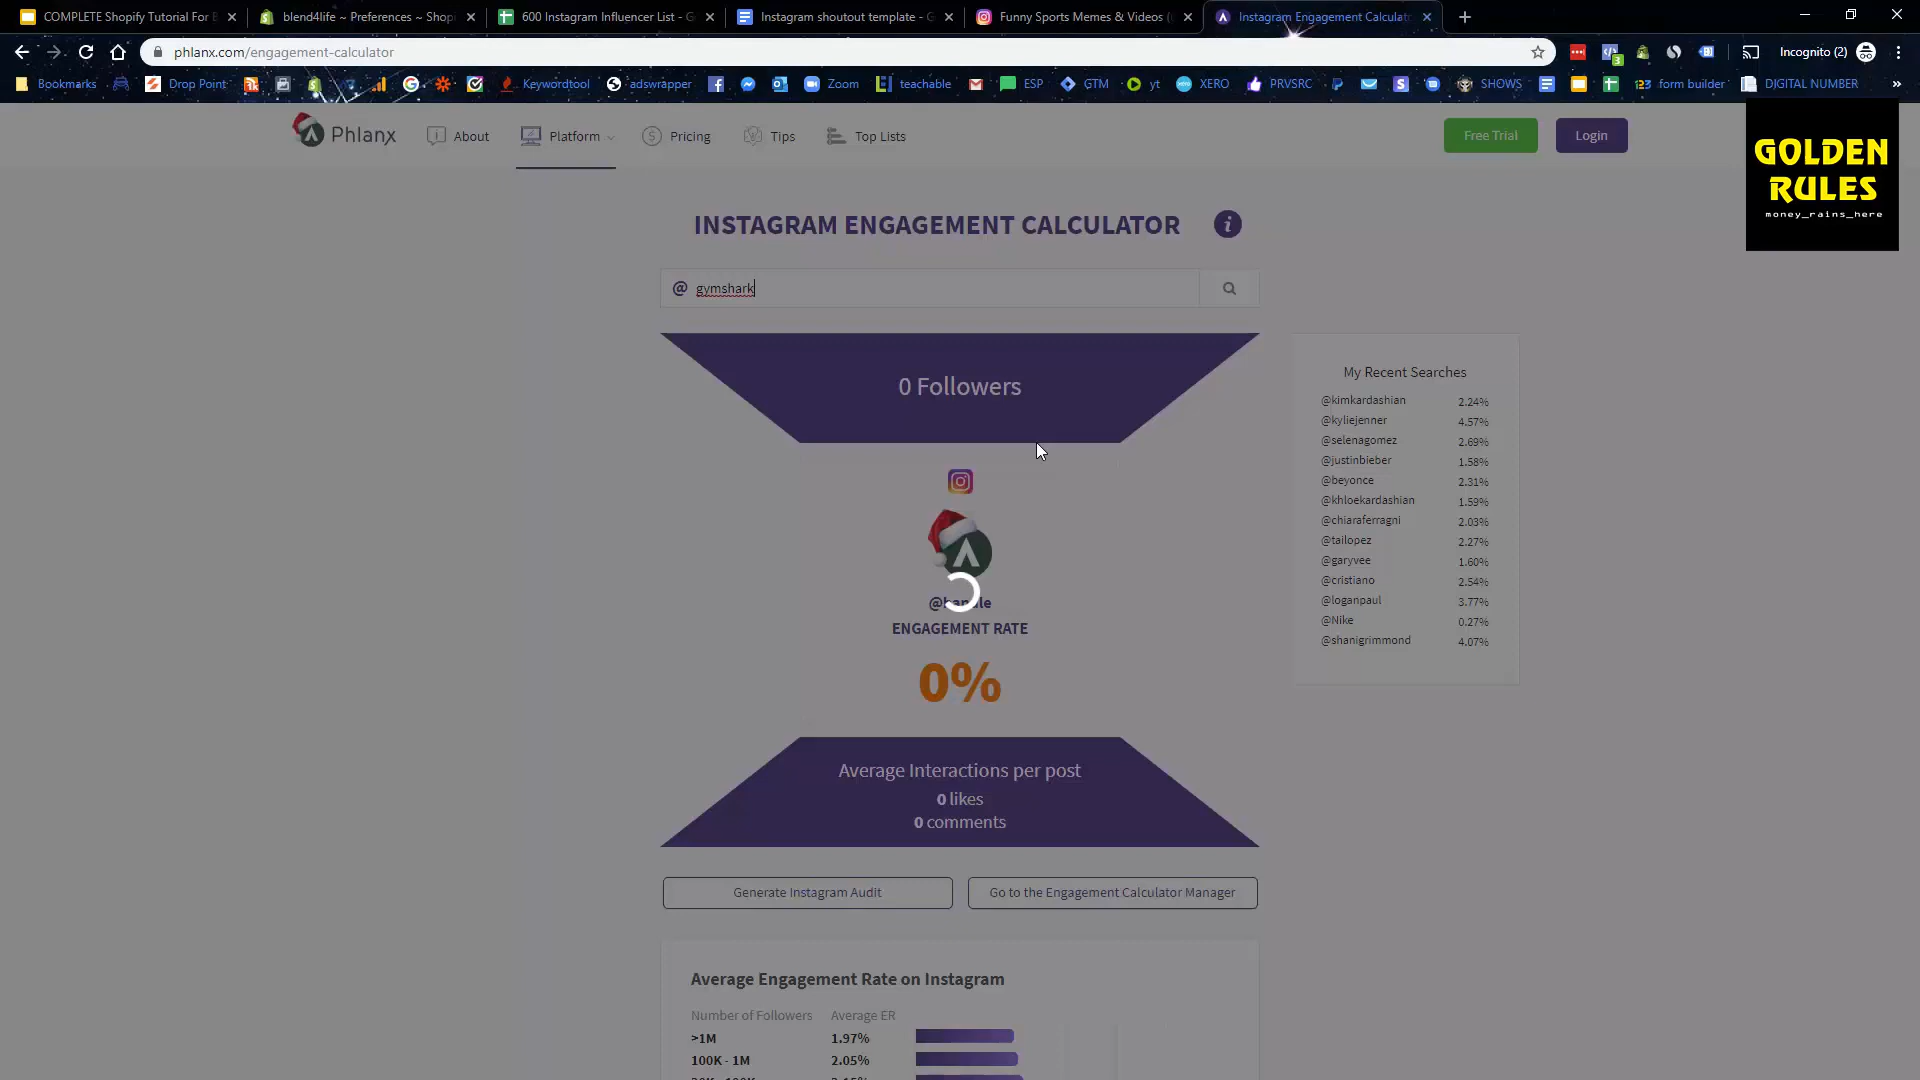 COMPLETE Shopify Tutorial For B
blend4life ~ Preferences ~ Shop
600 Instagram Influencer List - G
Instagram shoutout template - G
Funny Sports Memes & Videos (
Instagram Engagement Calculat
phlanx.com/engagement-calculator
3
Incognito (2)
Bookmarks
Drop Point
Keywordtool
adswrapper
Zoom
teachable
ESP
GTM
yt
XERO
PRVSRC
SHOWS
123 form builder
DIGITAL NUMBER
»
Phlanx
About
Platform
Pricing
Tips
Top Lists
Free Trial
Login
GOLDEN
RULES
money_rains_here
INSTAGRAM ENGAGEMENT CALCULATOR
i
@ gymshark
0 Followers
My Recent Searches
@kimkardashian 2.24%
@kyliejenner 4.57%
@selenagomez 2.69%
@justinbieber 1.58%
@beyonce 2.31%
@khloekardashian 1.59%
@chiaraferragni 2.03%
@tailopez 2.27%
@garyvee 1.60%
@cristiano 2.54%
@loganpaul 3.77%
@Nike 0.27%
@shanigrimmond 4.07%
@handle
ENGAGEMENT RATE
0%
Average Interactions per post
0 likes
0 comments
Generate Instagram Audit
Go to the Engagement Calculator Manager
Average Engagement Rate on Instagram
Number of Followers Average ER
>1M 1.97%
100K - 1M 2.05%